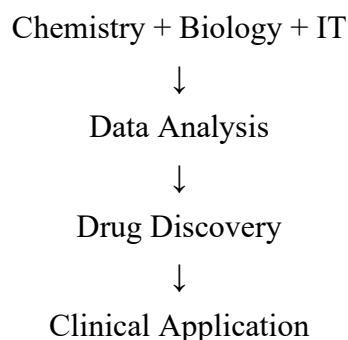 Chemistry + Biology + IT
↓
Data Analysis
↓
Drug Discovery
↓
Clinical Application